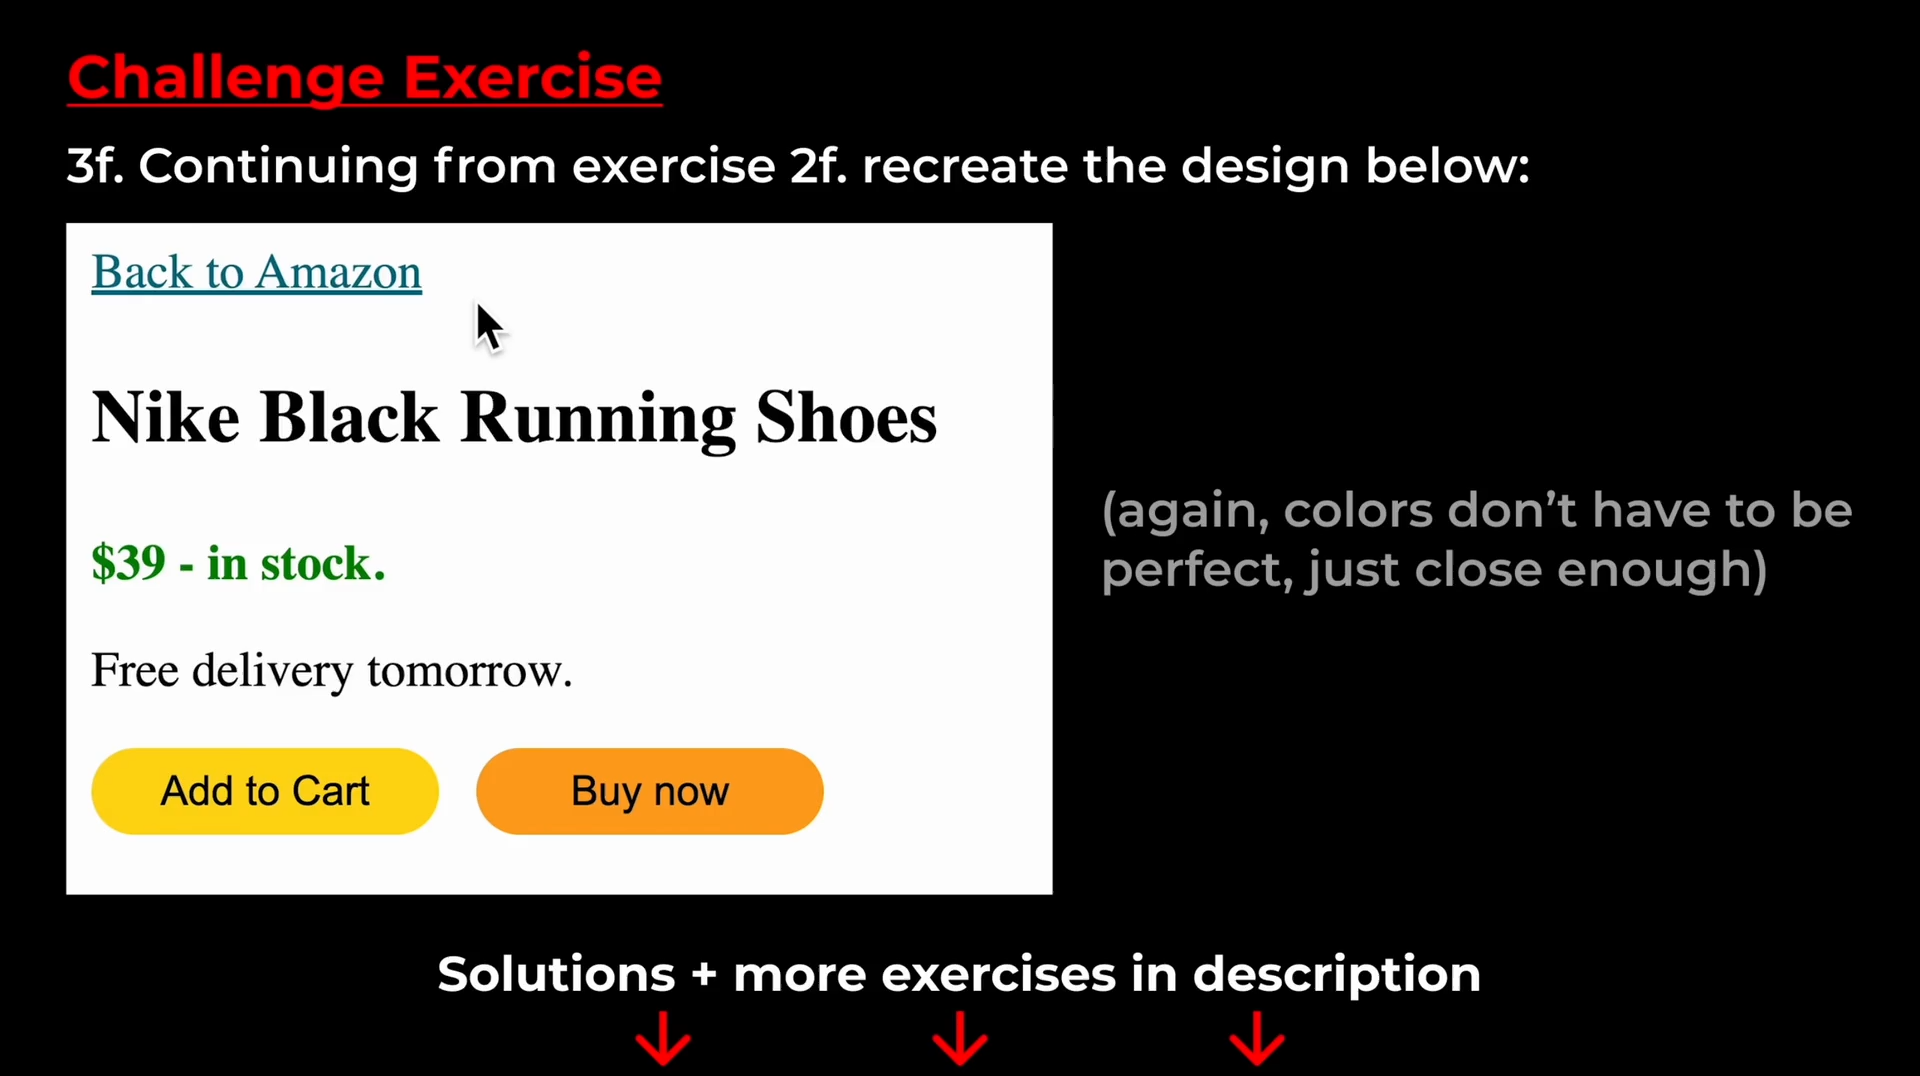 Challenge Exercise
3f. Continuing from exercise 2f. recreate the design below:
Back to Amazon
Nike Black Running Shoes
$39 - in stock.
Free delivery tomorrow.
Add to Cart
Buy now
(again, colors don’t have to be
perfect, just close enough)
Solutions + more exercises in description